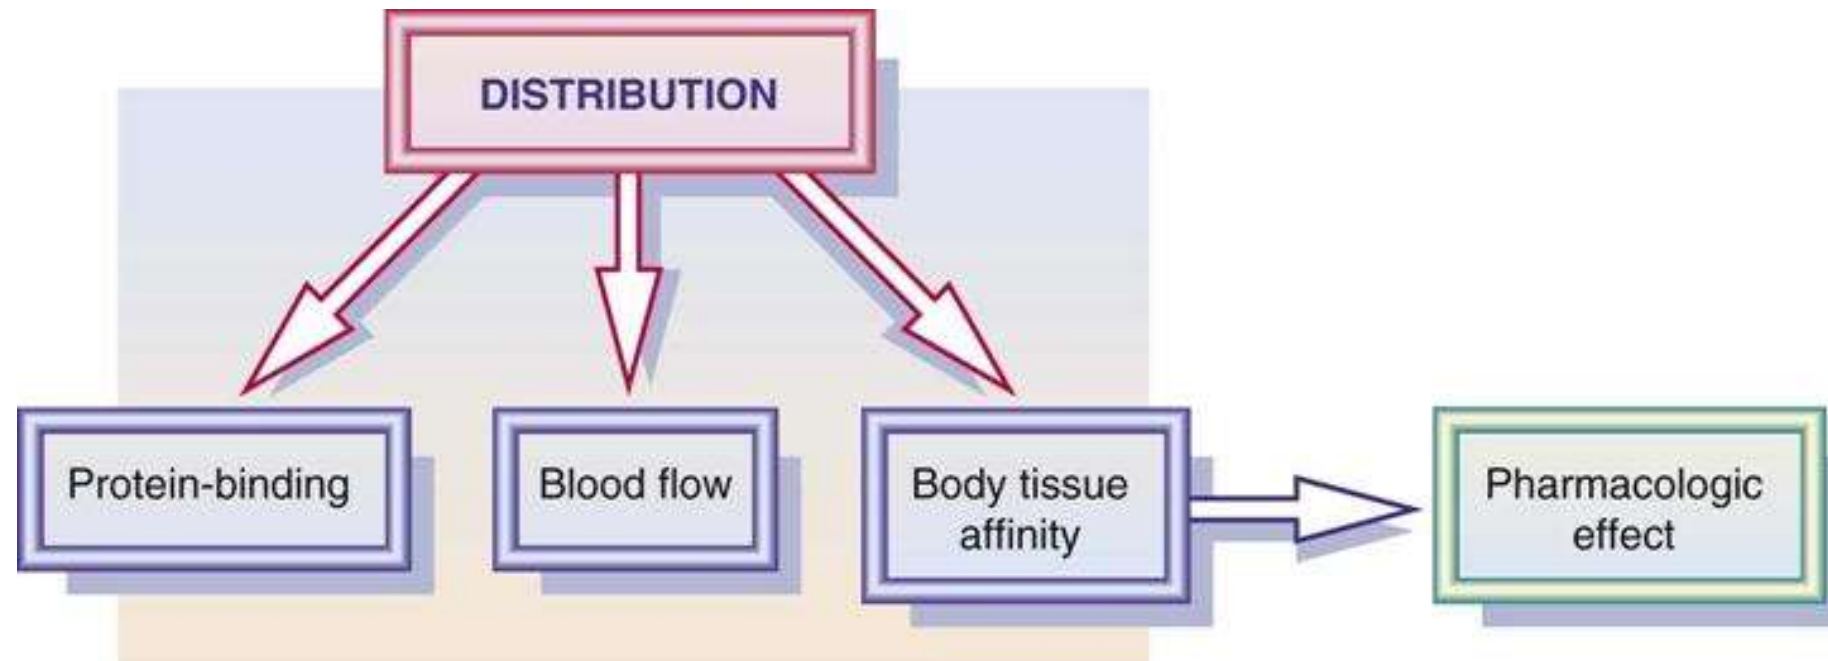 DISTRIBUTION
Protein-binding
Blood flow
Body tissue
affinity
Pharmacologic
effect